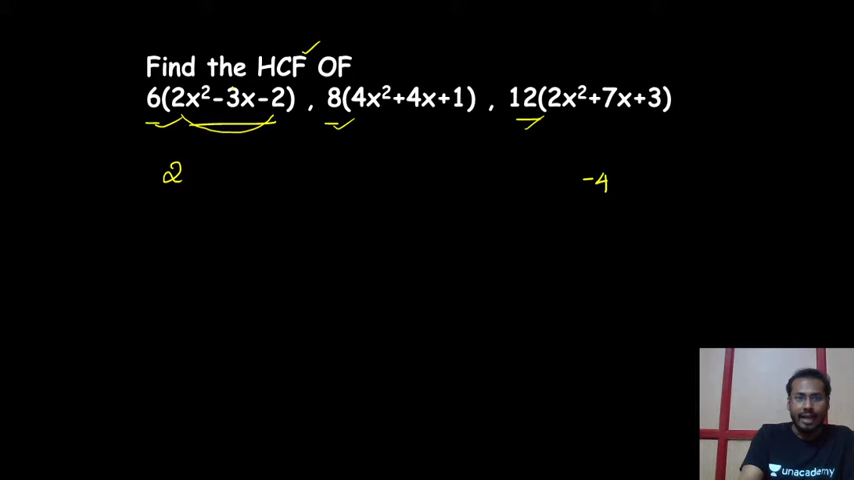 Find the HCF OF
6(2x²-3x-2) , 8(4x²+4x+1) , 12(2x²+7x+3)
2 -4
unacademy